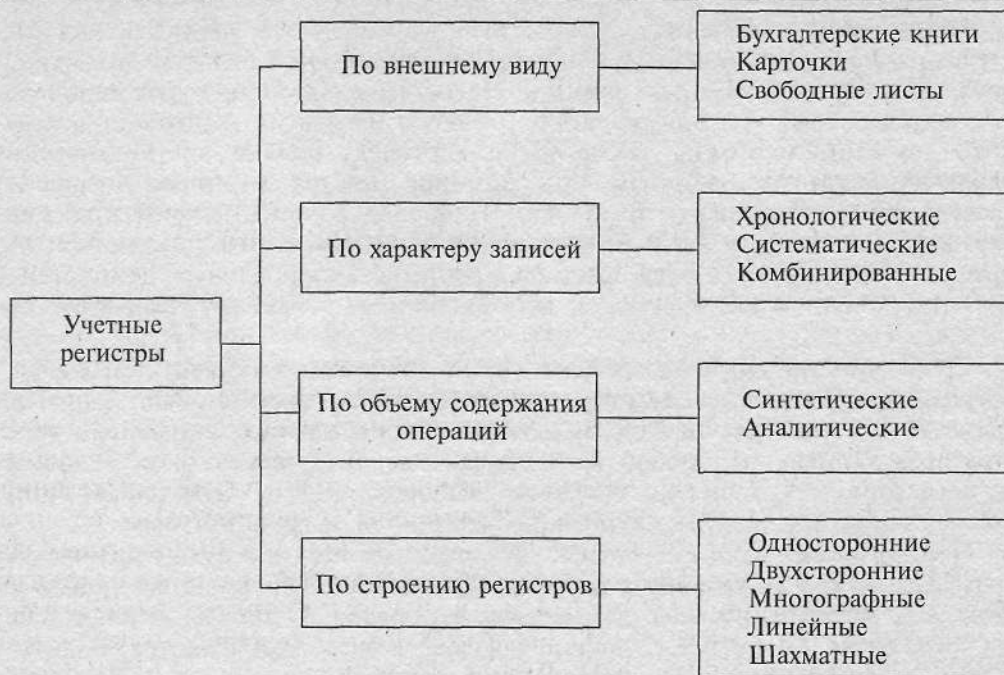 Учетные
регистры
По внешнему виду
Бухгалтерские книги
Карточки
Свободные листы
По характеру записей
Хронологические
Систематические
Комбинированные
По объему содержания
операций
Синтетические
Аналитические
По строению регистров
Односторонние
Двухсторонние
Многографные
Линейные
Шахматные